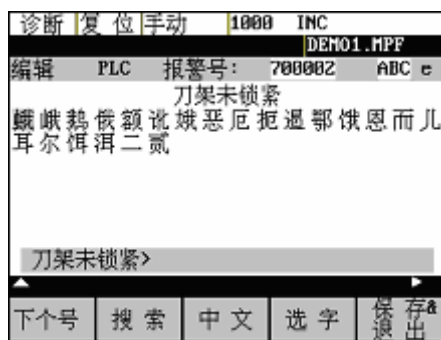 诊断 复 位 手动 1000 INC
DEMO1.MPF
编辑 PLC 报警号: 700002 ABC e
刀架未锁紧
蛾峨鹅俄额讹娥恶厄扼遏鄂饿恩而儿
耳尔饵洱二贰
刀架未锁紧>
下个号 搜 索 中 文 选 字 保 存&
退 出